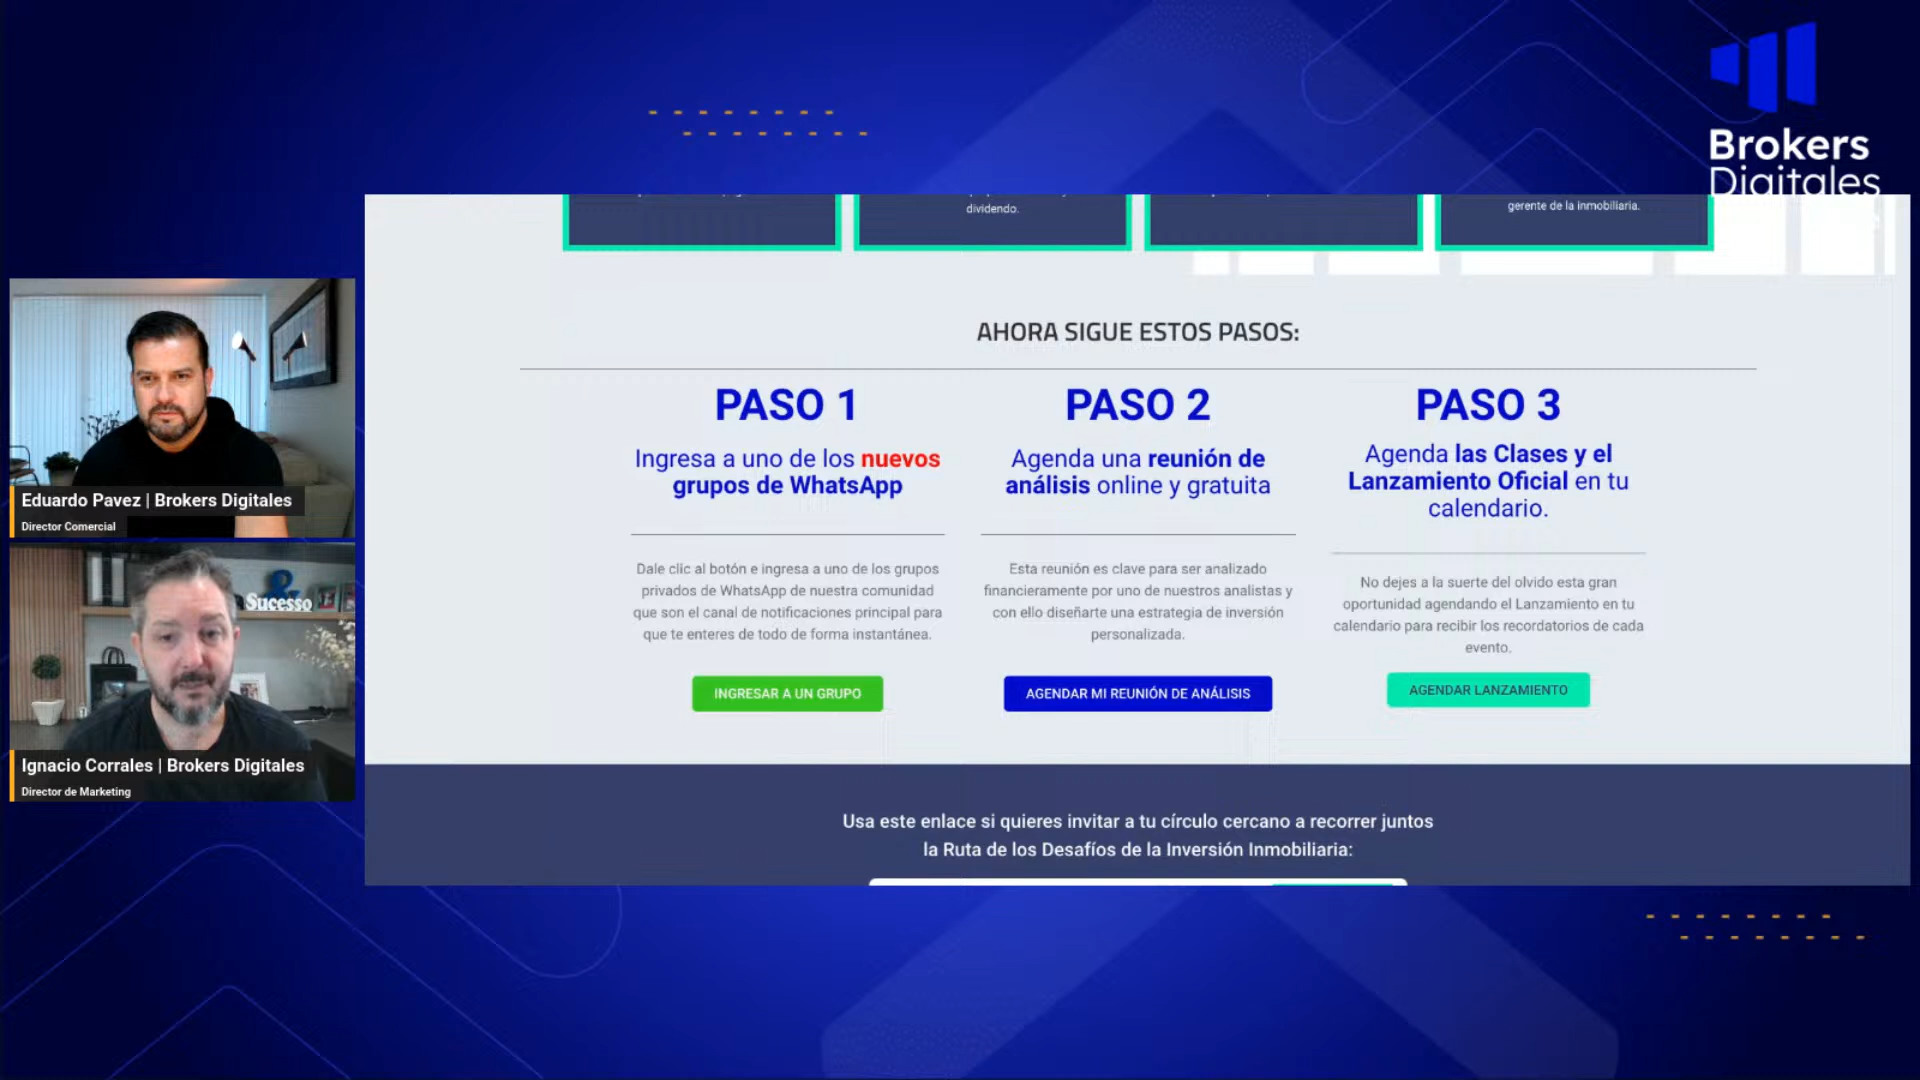 Brokers
Digitales
dividendo.
gerente de la inmobiliaria.
AHORA SIGUE ESTOS PASOS:
PASO 1
Ingresa a uno de los nuevos
grupos de WhatsApp
Dale clic al botón e ingresa a uno de los grupos
privados de WhatsApp de nuestra comunidad
que son el canal de notificaciones principal para
que te enteres de todo de forma instantánea.
INGRESAR A UN GRUPO
PASO 2
Agenda una reunión de
análisis online y gratuita
Esta reunión es clave para ser analizado
financieramente por uno de nuestros analistas y
con ello diseñarte una estrategia de inversión
personalizada.
AGENDAR MI REUNIÓN DE ANÁLISIS
PASO 3
Agenda las Clases y el
Lanzamiento Oficial en tu
calendario.
No dejes a la suerte del olvido esta gran
oportunidad agendando el Lanzamiento en tu
calendario para recibir los recordatorios de cada
evento.
AGENDAR LANZAMIENTO
Usa este enlace si quieres invitar a tu círculo cercano a recorrer juntos
la Ruta de los Desafíos de la Inversión Inmobiliaria:
Eduardo Pavez | Brokers Digitales
Director Comercial
&
Sucesso
Ignacio Corrales | Brokers Digitales
Director de Marketing